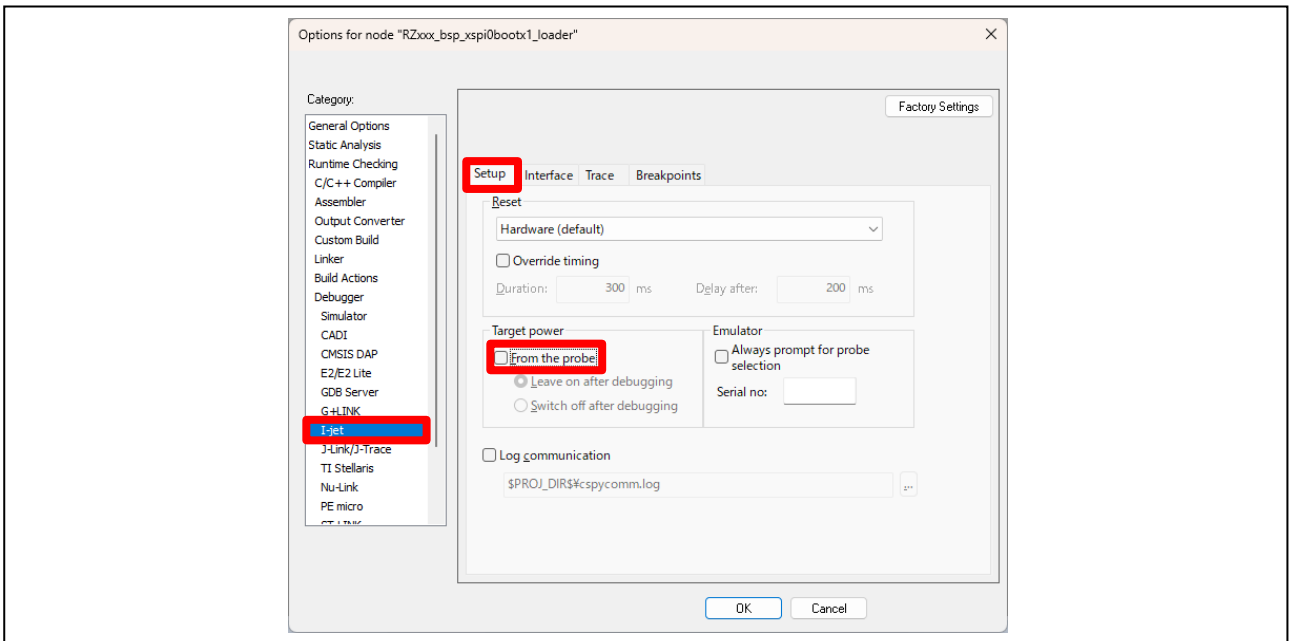 Options for node "RZxxx_bsp_xspi0bootx1_loader"
Category:
General Options
Static Analysis
Runtime Checking
C/C++ Compiler
Assembler
Output Converter
Custom Build
Linker
Build Actions
Debugger
Simulator
CADI
CMSIS DAP
E2/E2 Lite
GDB Server
G+LINK
I-jet
J-Link/J-Trace
TI Stellaris
Nu-Link
PE micro
ST-LINK
Factory Settings
Setup Interface Trace Breakpoints
Reset
Hardware (default)
Override timing
Duration: 300 ms Delay after: 200 ms
Target power
From the probe
Leave on after debugging
Switch off after debugging
Emulator
Always prompt for probe
selection
Serial no:
Log communication
$PROJ_DIR$¥cspycomm.log
...
OK Cancel